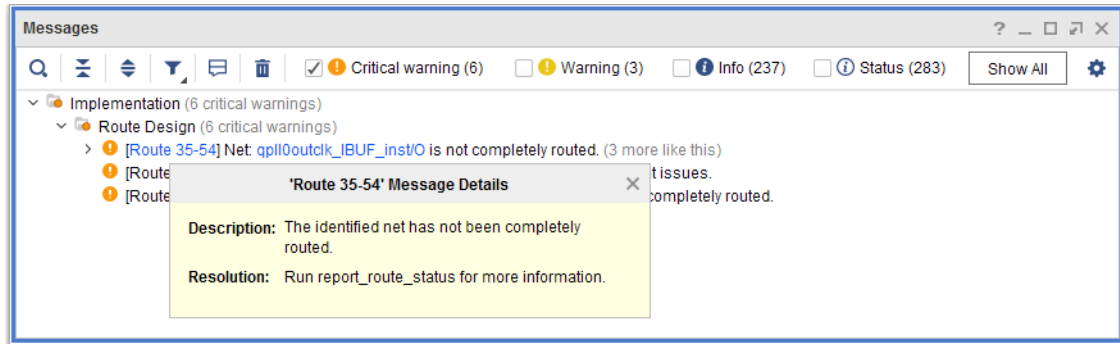 Messages
Critical warning (6) Warning (3) Info (237) Status (283) Show All
Implementation (6 critical warnings)
Route Design (6 critical warnings)
[Route 35-54] Net: qpll0outclk_IBUF_inst/O is not completely routed. (3 more like this)
[Route t issues.
[Route completely routed.
'Route 35-54' Message Details
Description: The identified net has not been completely
routed.
Resolution: Run report_route_status for more information.